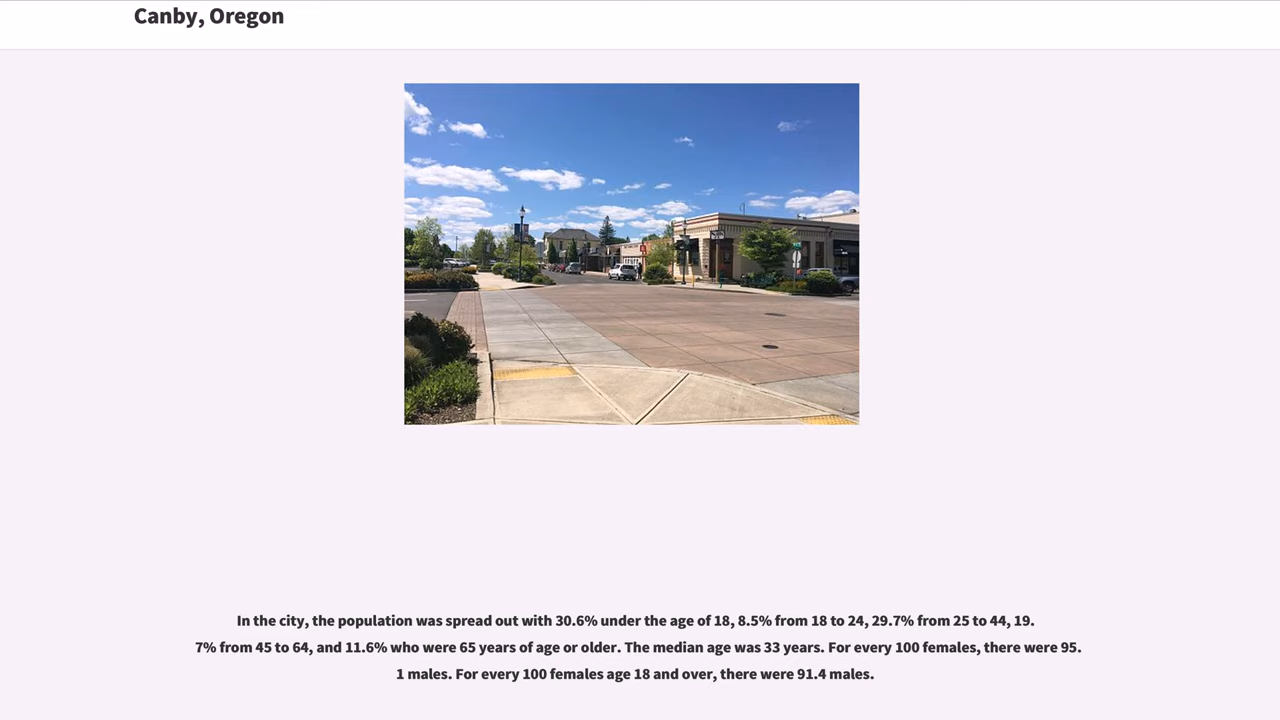 Canby, Oregon
In the city, the population was spread out with 30.6% under the age of 18, 8.5% from 18 to 24, 29.7% from 25 to 44, 19.
7% from 45 to 64, and 11.6% who were 65 years of age or older. The median age was 33 years. For every 100 females, there were 95.
1 males. For every 100 females age 18 and over, there were 91.4 males.